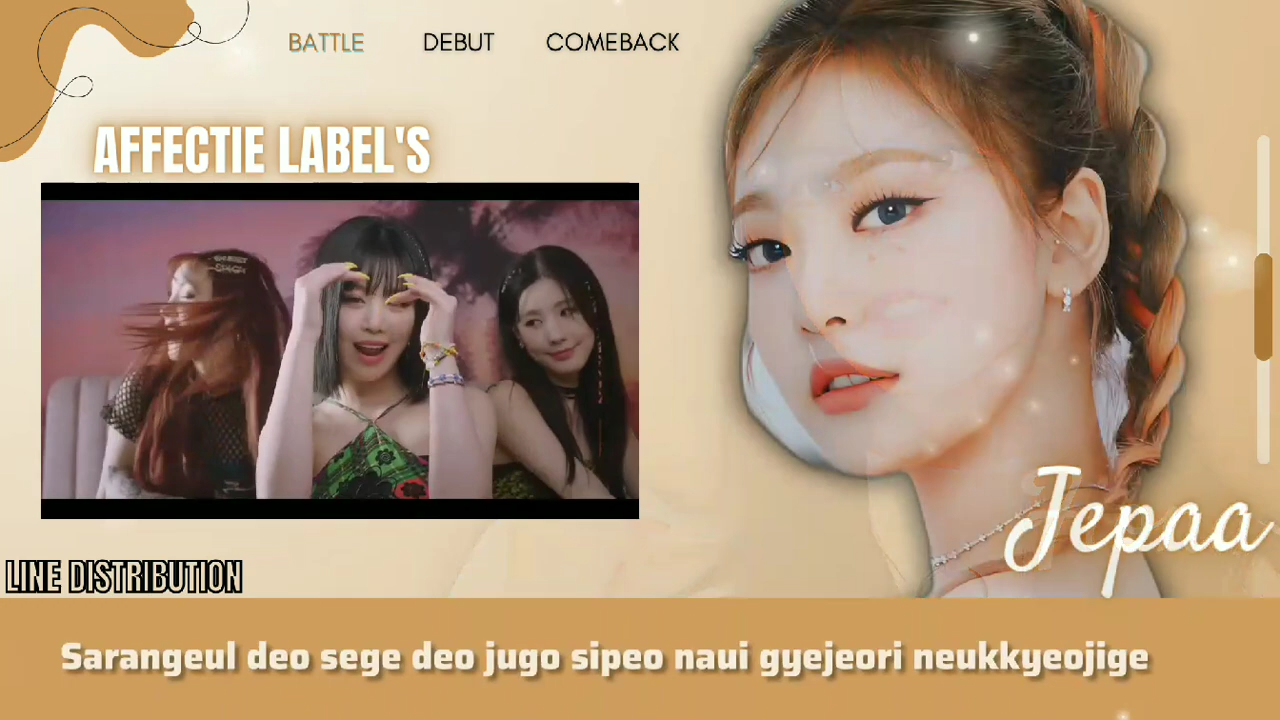 BATTLE DEBUT COMEBACK
AFFECTIE LABEL'S
Jepaa
LINE DISTRIBUTION
Sarangeul deo sege deo jugo sipeo naui gyejeori neukkyeojige